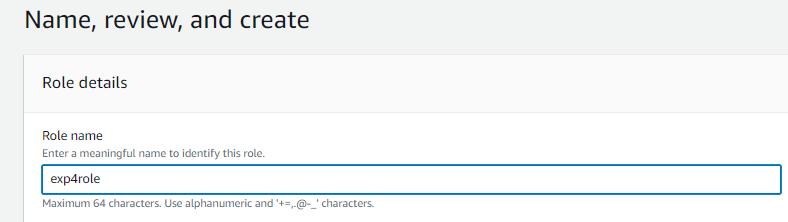 Name, review, and create
Role details
Role name
Enter a meaningful name to identify this role.
exp4role
Maximum 64 characters. Use alphanumeric and '+=,.@-_' characters.